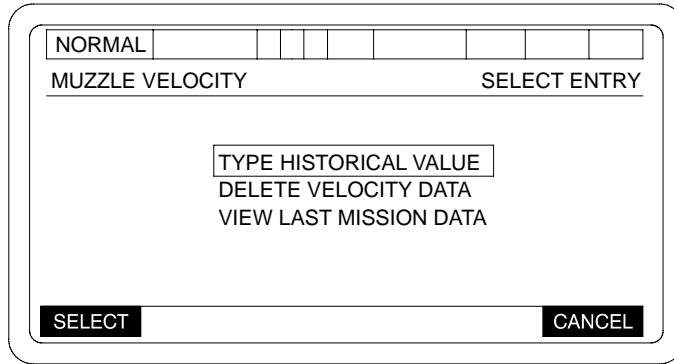 NORMAL
MUZZLE VELOCITY SELECT ENTRY
TYPE HISTORICAL VALUE
DELETE VELOCITY DATA
VIEW LAST MISSION DATA
SELECT CANCEL